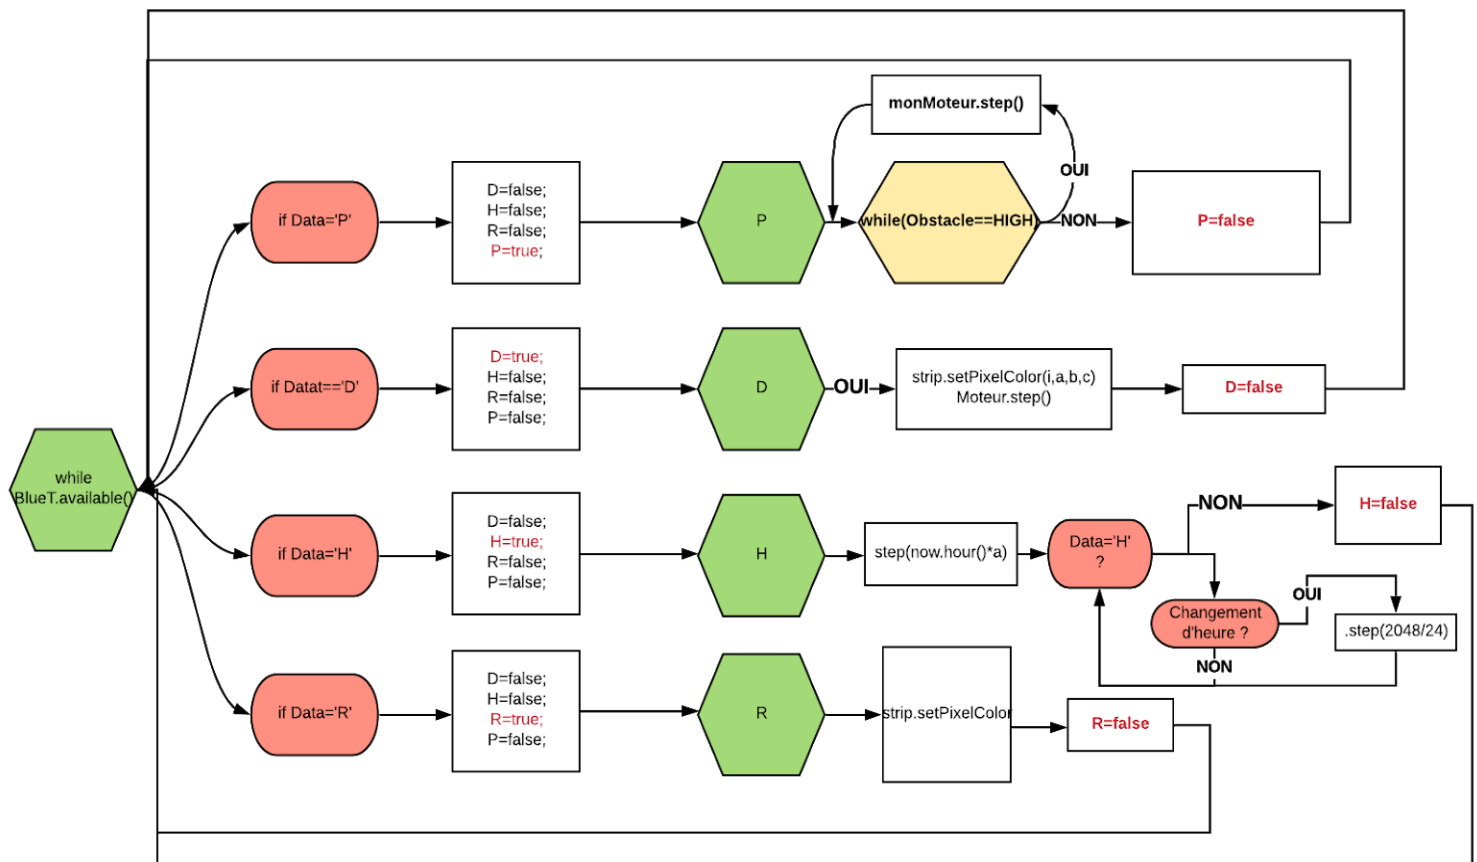 monMoteur.step()
OUI
if Data='P'
D=false;
H=false;
R=false;
P=true;
P
while(Obstacle==HIGH)
NON
P=false
if Datat=='D'
D=true;
H=false;
R=false;
P=false;
D
OUI
strip.setPixelColor(i,a,b,c)
Moteur.step()
D=false
while
BlueT.available()
if Data='H'
D=false;
H=true;
R=false;
P=false;
H
step(now.hour()*a)
Data='H'
?
NON
H=false
Changement
d'heure ?
OUI
.step(2048/24)
NON
if Data='R'
D=false;
H=false;
R=true;
P=false;
R
strip.setPixelColor
R=false